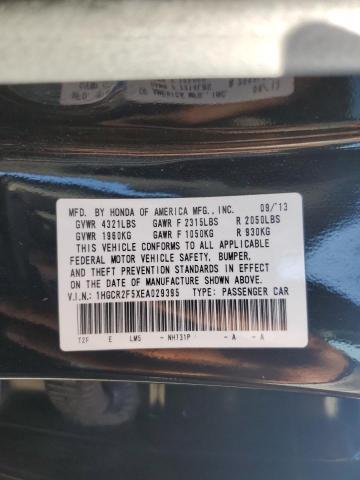 MFD. BY HONDA OF AMERICA MFG., INC. 09/13
GVWR 4321LBS GAWR F 2315LBS R 2050LBS
GVWR 1960KG GAWR F 1050KG R 930KG
THIS VEHICLE CONFORMS TO ALL APPLICABLE
FEDERAL MOTOR VEHICLE SAFETY, BUMPER,
AND THEFT PREVENTION STANDARDS IN EFFECT
ON THE DATE OF MANUFACTURE SHOWN ABOVE.
V.I.N.: 1HGCR2F5XEA029395 TYPE: PASSENGER CAR
T2F E LM5 - NH731P - A - A